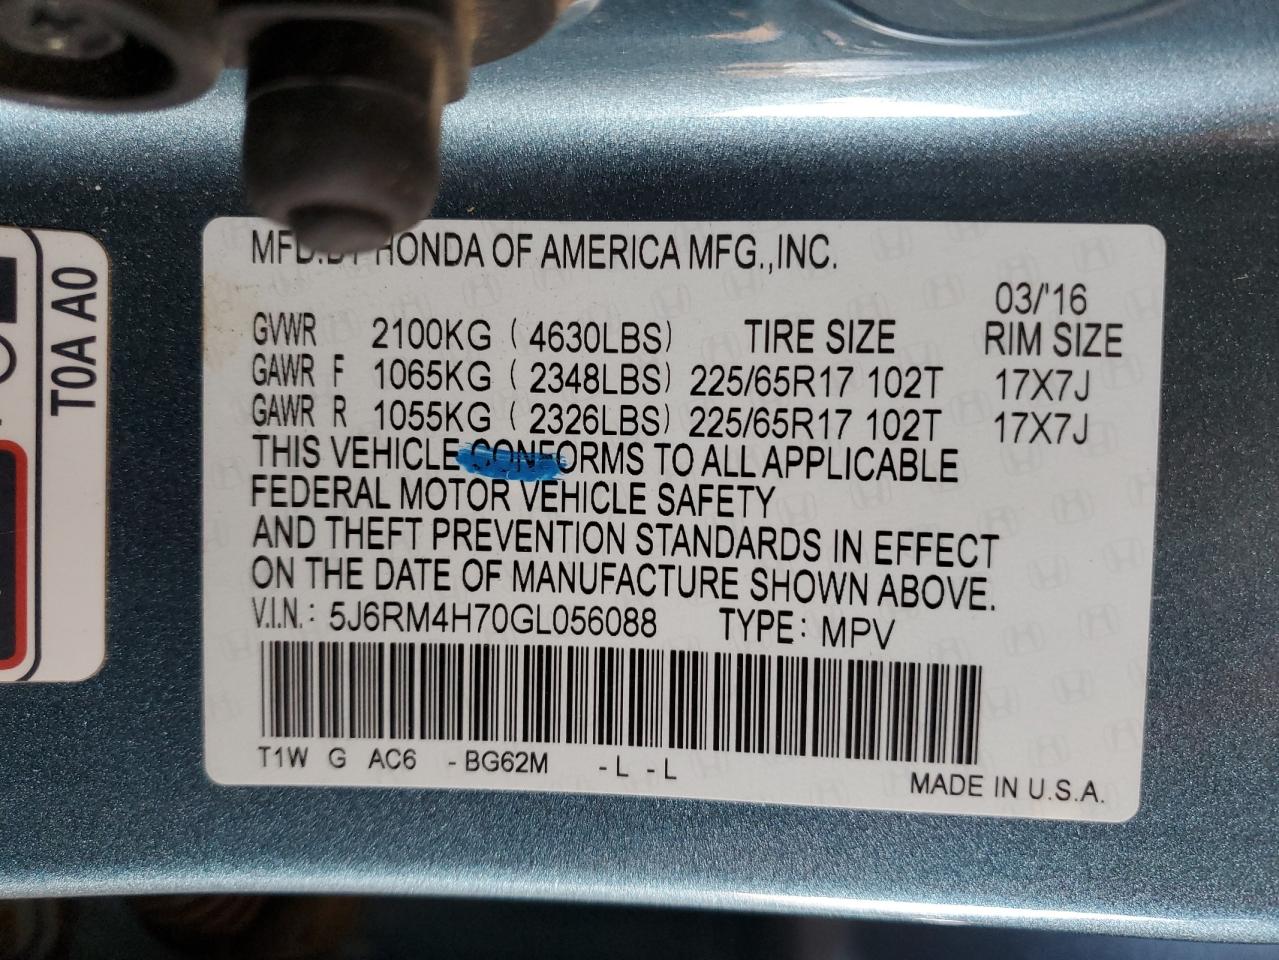 MFD.BY HONDA OF AMERICA MFG.,INC.
03/'16
GVWR 2100KG ( 4630LBS) TIRE SIZE RIM SIZE
GAWR F 1065KG ( 2348LBS) 225/65R17 102T 17X7J
GAWR R 1055KG ( 2326LBS) 225/65R17 102T 17X7J
THIS VEHICLE CONFORMS TO ALL APPLICABLE
FEDERAL MOTOR VEHICLE SAFETY
AND THEFT PREVENTION STANDARDS IN EFFECT
ON THE DATE OF MANUFACTURE SHOWN ABOVE.
V.I.N.: 5J6RM4H70GL056088 TYPE: MPV
T1W G AC6 -BG62M -L -L
MADE IN U.S.A.
T0A A0